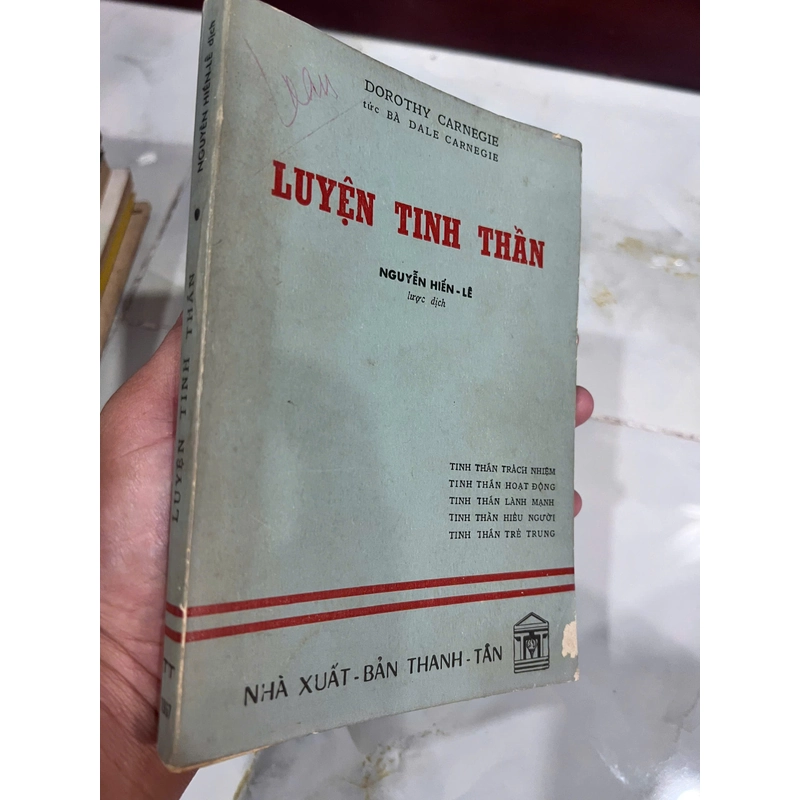 DOROTHY CARNEGIE
tức BÀ DALE CARNEGIE
LUYỆN TINH THẦN
NGUYỄN HIẾN-LÊ
lược dịch
TINH THẦN TRÁCH NHIỆM
TINH THẦN HOẠT ĐỘNG
TINH THẦN LÀNH MẠNH
TINH THẦN HIỂU NGƯỜI
TINH THẦN TRẺ TRUNG
NHÀ XUẤT-BẢN THANH-TÂN
LUYỆN TINH THẦN • NGUYỄN HIẾN-LÊ dịch
TT